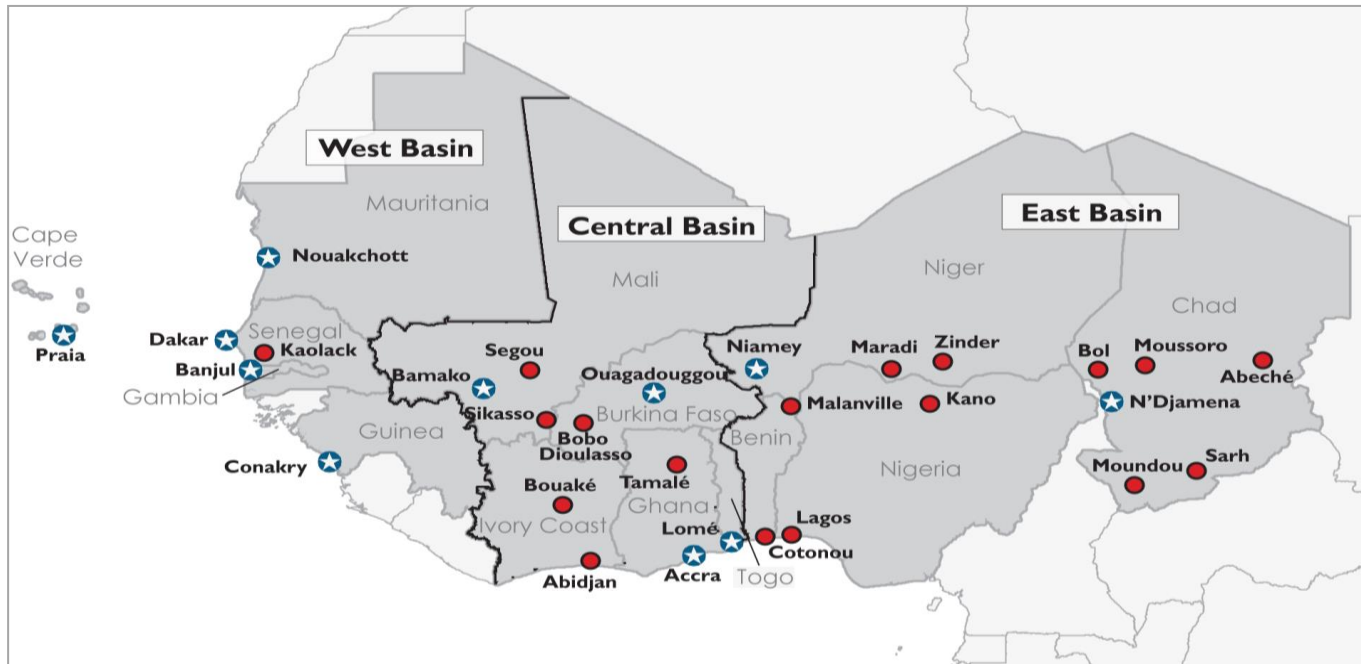 West Basin
Mauritania
Central Basin
East Basin
Cape
Verde
Nouakchott
Mali
Niger
Chad
Praia
Dakar
Senegal
Kaolack
Banjul
Gambia
Segou
Bamako
Ouagadouggou
Niamey
Maradi
Zinder
Bol
Moussoro
Abeché
Sikasso
Burkina Faso
Malanville
Kano
N'Djamena
Guinea
Bobo
Dioulasso
Benin
Conakry
Bouaké
Tamalé
Nigeria
Moundou
Sarh
Ivory Coast
Ghana
Lomé
Lagos
Cotonou
Abidjan
Accra
Togo